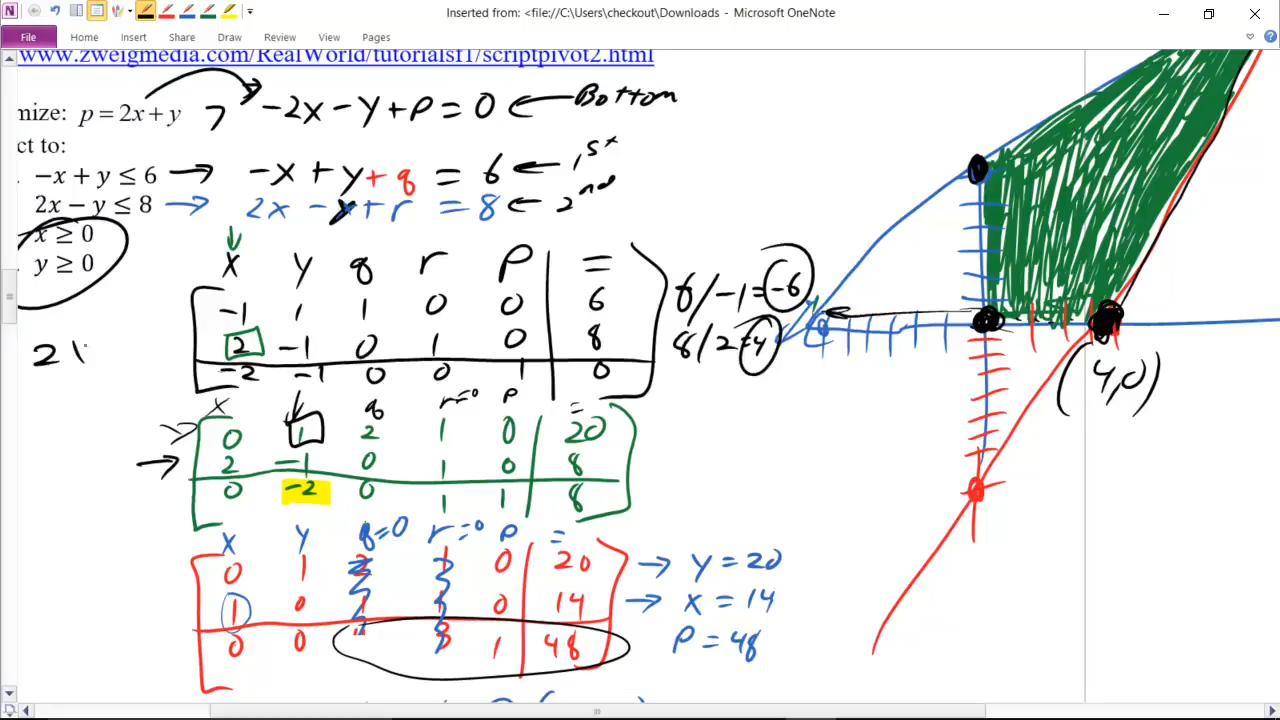 Inserted from: <file://C:\Users\checkout\Downloads - Microsoft OneNote
File Home Insert Share Draw Review View Pages
www.zweigmedia.com/RealWorld/tutorialsf1/scriptpivot2.html
mize: p = 2x + y → -2x - y + p = 0 ← Bottom
ct to:
-x + y ≤ 6 → -x + y + q = 6 ← 1st
2x - y ≤ 8 → 2x - y + r = 8 ← 2nd
x ≥ 0
y ≥ 0
x y q r p =
-1 1 1 0 0 6 6/-1 = -6
2 -1 0 1 0 8 8/2 = 4
-2 -1 0 0 1 0
21
(4,0)
x q r=0 p =
0 1 2 1 0 20
2 -1 0 1 0 8
0 -2 0 1 1 8
x y q=0 r=0 p =
0 1 2 1 0 20 → y = 20
1 0 1 1 0 14 → x = 14
0 0 3 1 48 p = 48